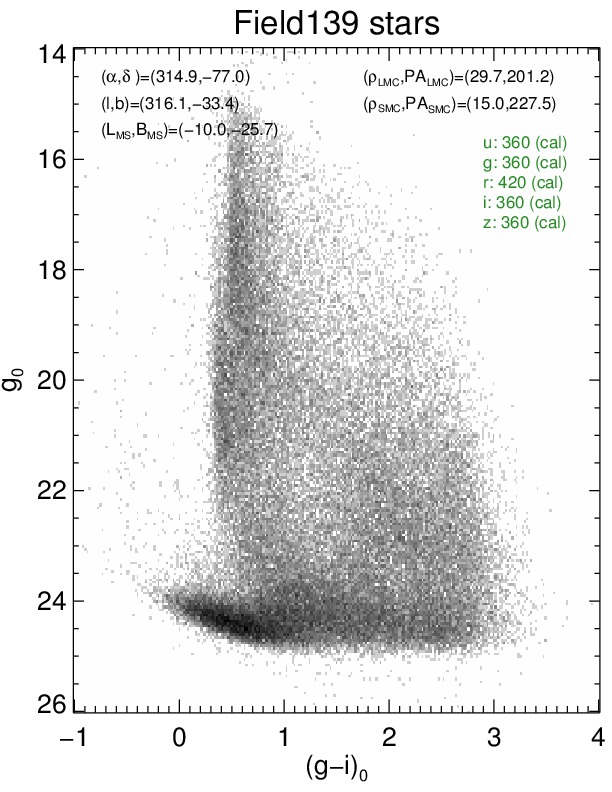 Field139 stars
(α,δ )=(314.9,−77.0)
(ρLMC,PALMC)=(29.7,201.2)
(l,b)=(316.1,−33.4)
(ρSMC,PASMC)=(15.0,227.5)
(LMS,BMS)=(−10.0,−25.7)
u: 360 (cal)
g: 360 (cal)
r: 420 (cal)
i: 360 (cal)
z: 360 (cal)
14
16
18
20
22
24
26
g0
−1 0 1 2 3 4
(g−i)0